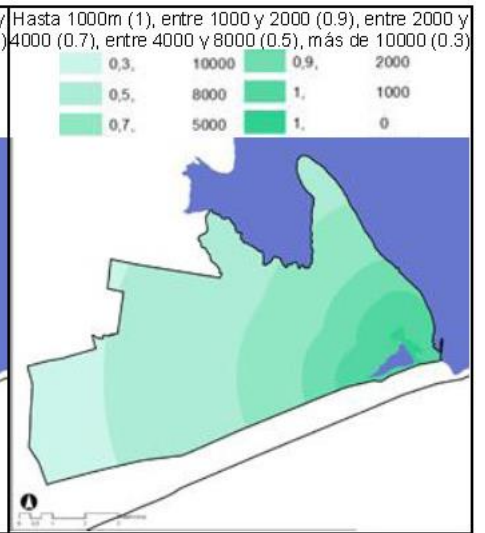 y Hasta 1000m (1), entre 1000 y 2000 (0.9), entre 2000 y
) 4000 (0.7), entre 4000 y 8000 (0.5), más de 10000 (0.3)
0,3, 10000 0,9, 2000
0,5, 8000 1, 1000
0,7, 5000 1, 0